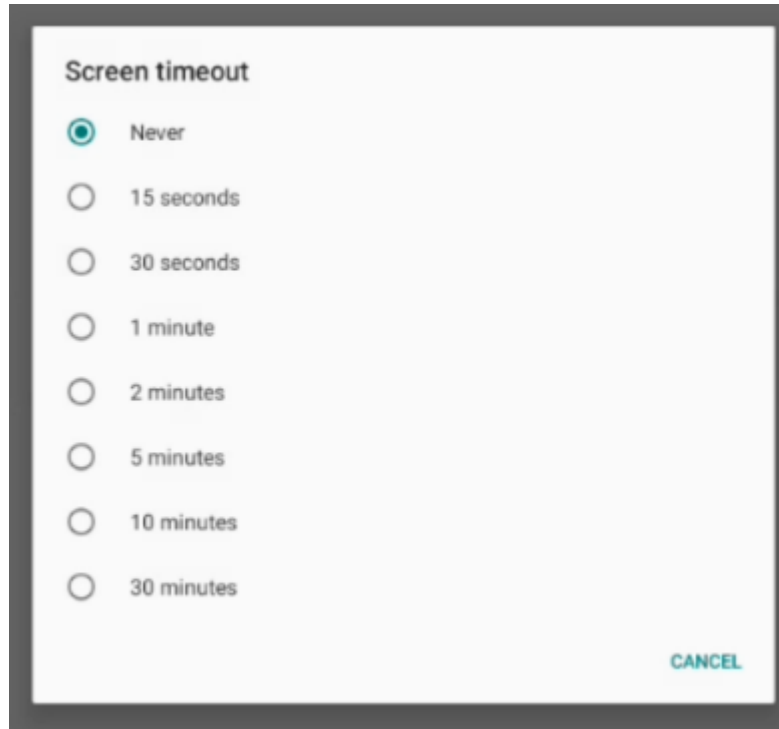 Screen timeout
Never
15 seconds
30 seconds
1 minute
2 minutes
5 minutes
10 minutes
30 minutes
CANCEL